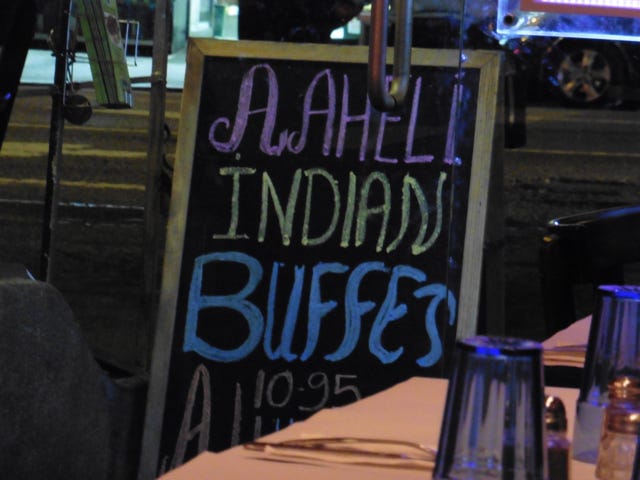 AAHELI
INDIAN
BUFFET
10.95